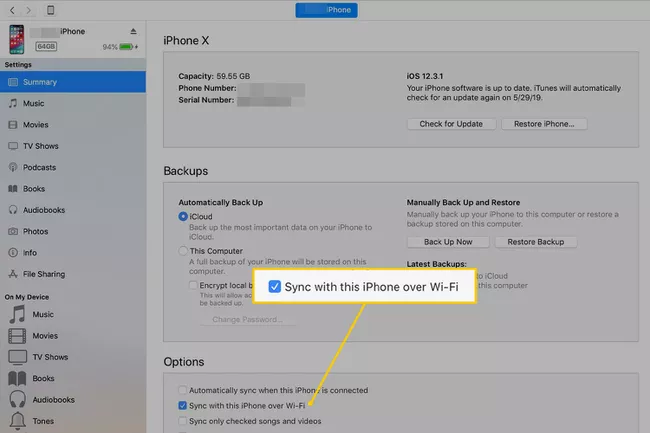 iPhone
iPhone
64GB
94%
Settings
Summary
Music
Movies
TV Shows
Podcasts
Books
Audiobooks
Photos
Info
File Sharing
On My Device
Music
Movies
TV Shows
Books
Audiobooks
Tones
iPhone X
Capacity: 59.55 GB
Phone Number:
Serial Number:
iOS 12.3.1
Your iPhone software is up to date. iTunes will automatically
check for an update again on 5/29/19.
Check for Update
Restore iPhone...
Backups
Automatically Back Up
iCloud
Back up the most important data on your iPhone to
iCloud.
This Computer
A full backup of your iPhone will be stored on this
computer.
Encrypt local b
This will allow ac
be backed up.
Change Password...
Manually Back Up and Restore
Manually back up your iPhone to this computer or restore a
backup stored on this computer.
Back Up Now
Restore Backup
Latest Backups:
to iCloud
this computer
Sync with this iPhone over Wi-Fi
Options
Automatically sync when this iPhone is connected
Sync with this iPhone over Wi-Fi
Sync only checked songs and videos